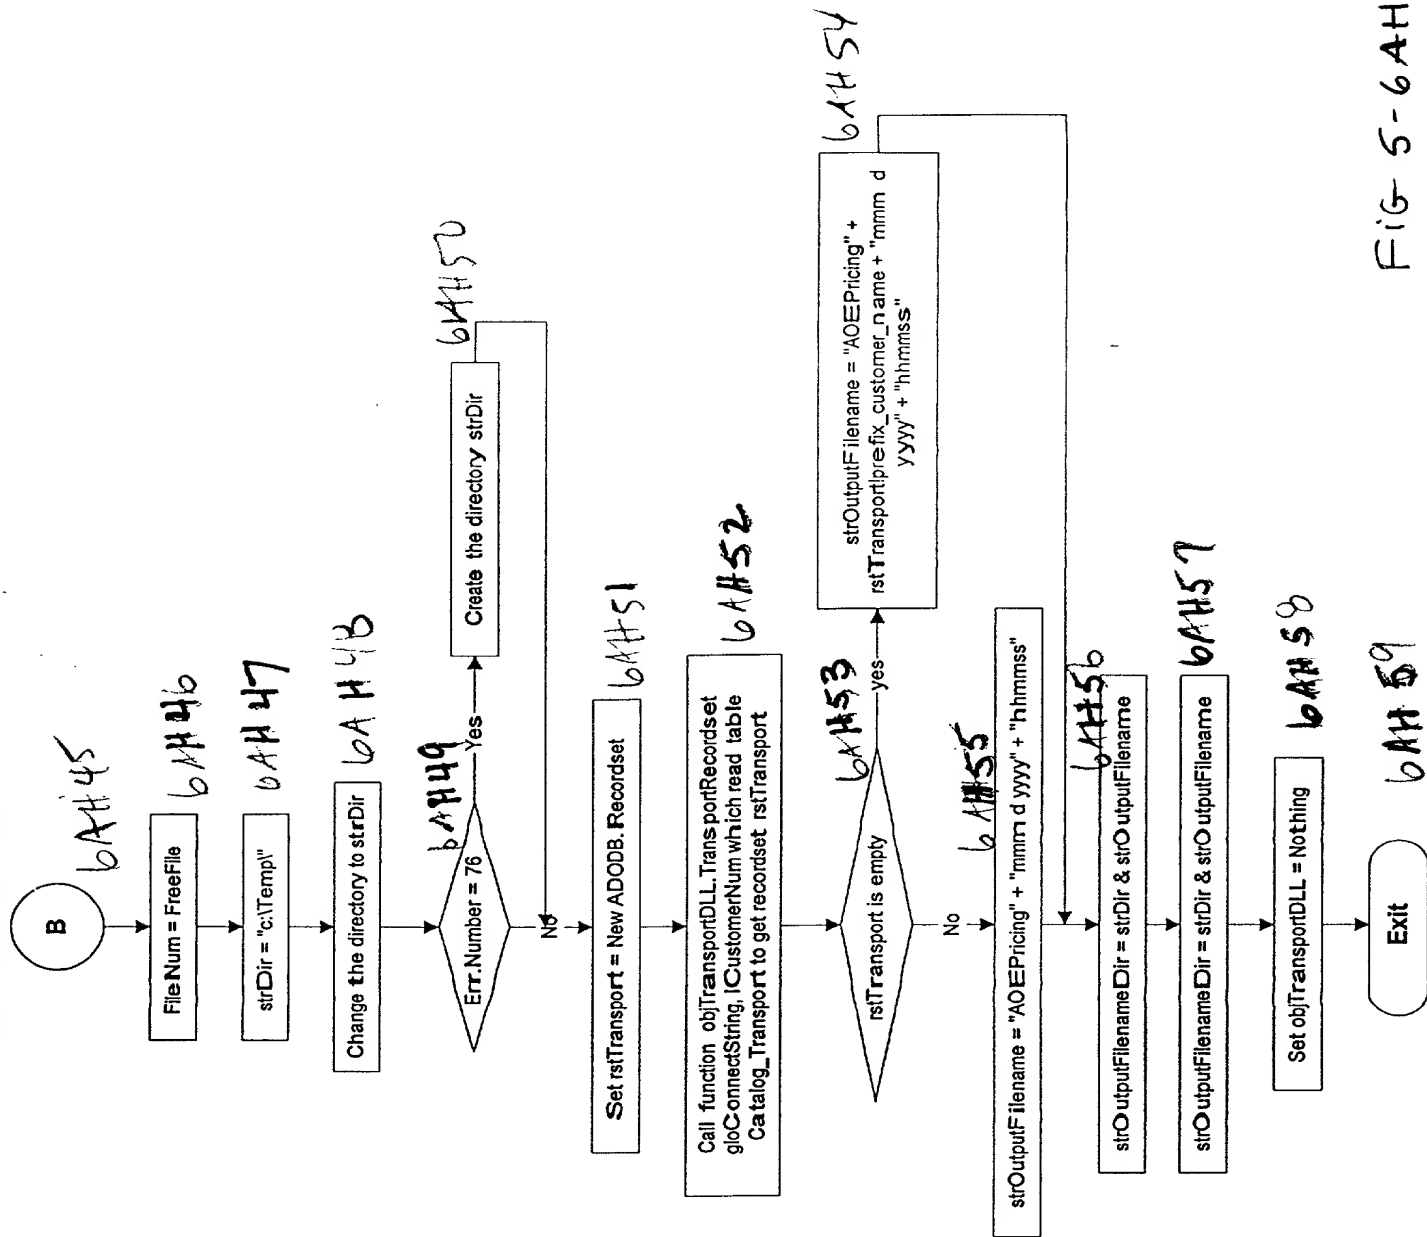 B
6AH45
FileNum = FreeFile
6AH46
strDir = "c:\Temp\"
6AH47
Change the directory to strDir
6AH48
Err.Number = 76
6AH49
Yes
Create the directory strDir
6AH50
No
Set rstTransport = New ADODB.Recordset
6AH51
Call function objTransportDLL.TransportRecordset
gloConnectString, lCustomerNum which read table
Catalog_Transport to get recordset rstTransport
6AH52
rstTransport is empty
6AH53
yes
strOutputFilename = "AOEPricing" +
rstTransport!prefix_customer_name + "mmm d
yyyy" + "hhmmss"
6AH54
No
6AH55
strOutputFilename = "AOEPricing" + "mmm d yyyy" + "hhmmss"
6AH56
strOutputFilenameDir = strDir & strOutputFilename
strOutputFilenameDir = strDir & strOutputFilename
6AH57
Set objTransportDLL = Nothing
6AH58
Exit
6AH59
FiG 5-6AH